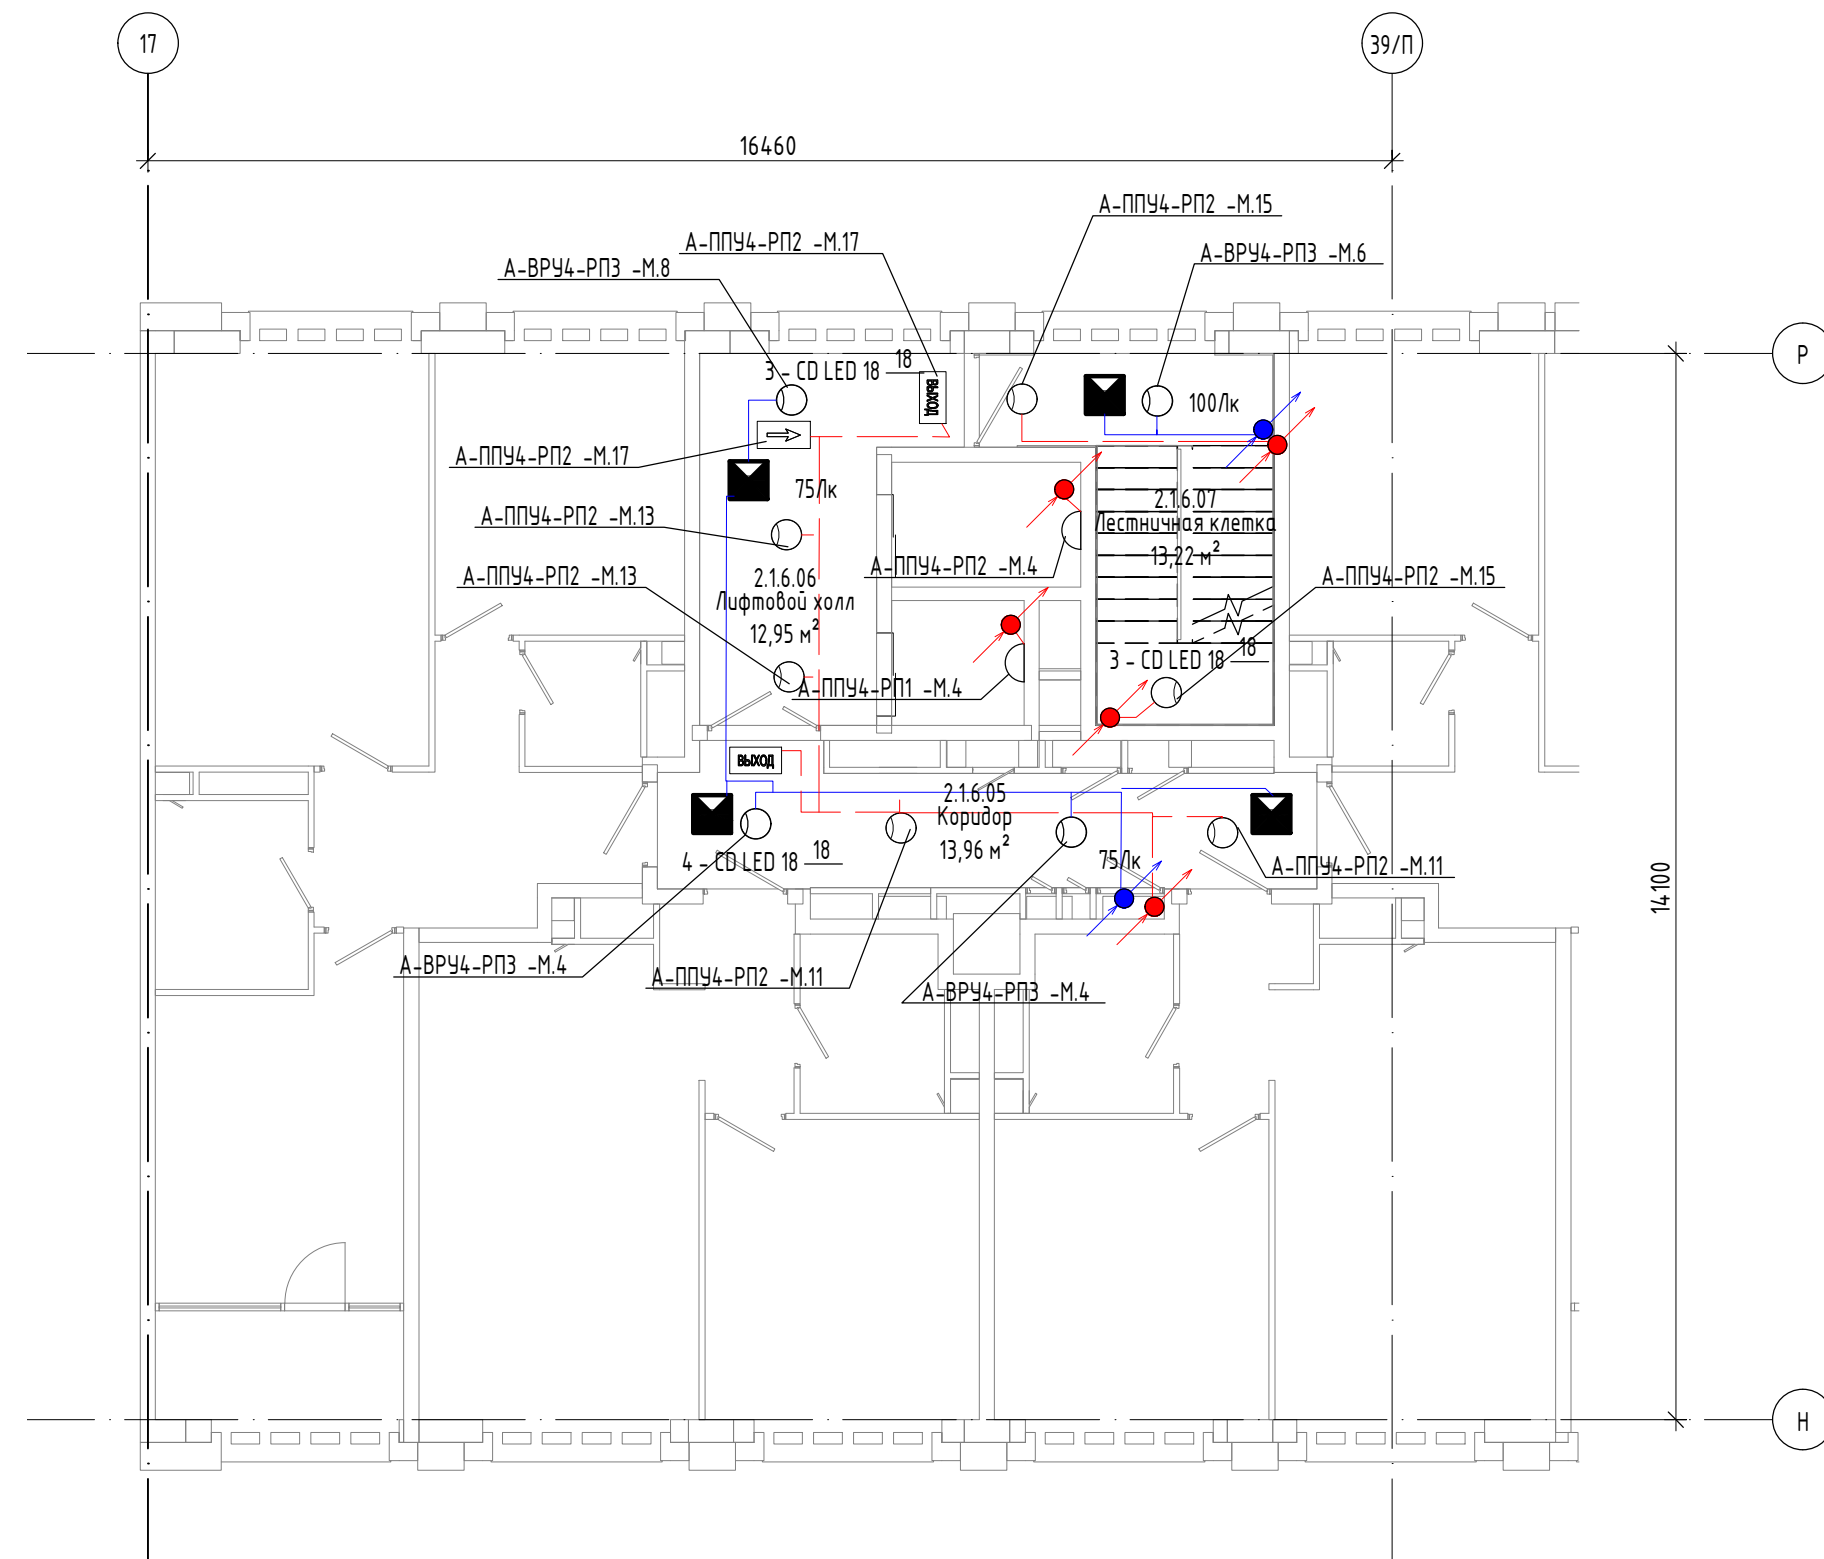 17
39/П
16460
А-ППУ4-РП2 -М.15
А-ППУ4-РП2 -М.17
А-ВРУ4-РП3 -М.6
А-ВРУ4-РП3 -М.8
Р
3 - CD LED 18 18
ВЫХОД
100Лк
А-ППУ4-РП2 -М.17
75Лк
2.1.6.07
Лестничная клетка
13,22 м²
А-ППУ4-РП2 -М.13
А-ППУ4-РП2 -М.4
А-ППУ4-РП2 -М.13
2.1.6.06
Лифтовой холл
12,95 м²
А-ППУ4-РП2 -М.15
3 - CD LED 18 18
А-ППУ4-РП1 -М.4
ВЫХОД
2.1.6.05
Коридор
13,96 м²
4 - CD LED 18 18
75Лк
А-ППУ4-РП2 -М.11
14100
А-ВРУ4-РП3 -М.4
А-ППУ4-РП2 -М.11
А-ВРУ4-РП3 -М.4
Н